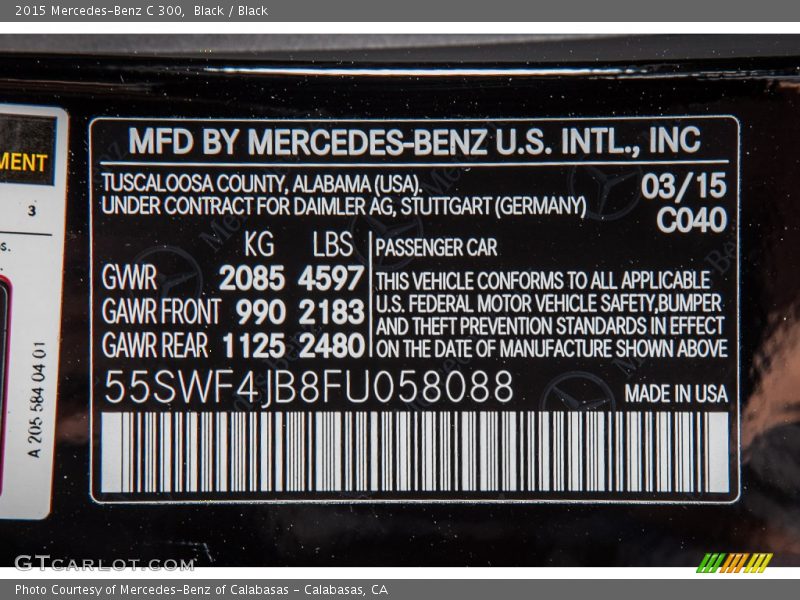 2015 Mercedes-Benz C 300,  Black / Black
MENT
3
s.
A 205 584 04 01
MFD BY MERCEDES-BENZ U.S. INTL., INC
TUSCALOOSA COUNTY, ALABAMA (USA).
UNDER CONTRACT FOR DAIMLER AG, STUTTGART (GERMANY)
03/15
C040
KG LBS
GWR 2085 4597
GAWR FRONT 990 2183
GAWR REAR 1125 2480
PASSENGER CAR
THIS VEHICLE CONFORMS TO ALL APPLICABLE
U.S. FEDERAL MOTOR VEHICLE SAFETY,BUMPER
AND THEFT PREVENTION STANDARDS IN EFFECT
ON THE DATE OF MANUFACTURE SHOWN ABOVE
55SWF4JB8FU058088
MADE IN USA
GTcarlot.com
Photo Courtesy of Mercedes-Benz of Calabasas - Calabasas, CA